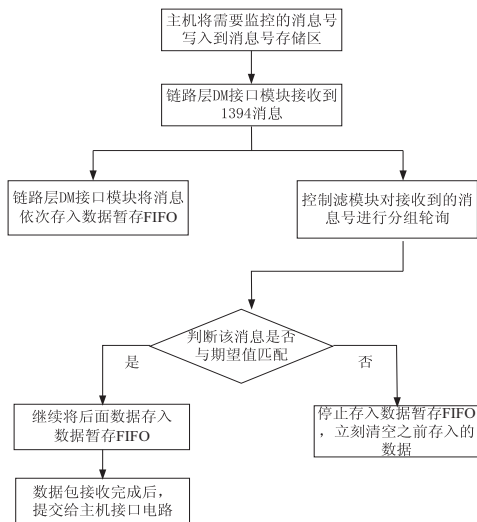 主机将需要监控的消息号
写入到消息号存储区
链路层DM接口模块接收到
1394消息
链路层DM接口模块将消息
依次存入数据暂存FIFO
控制滤模块对接收到的消
息号进行分组轮询
判断该消息是否
与期望值匹配
是
否
继续将后面数据存入
数据暂存FIFO
停止存入数据暂存FIFO
，立刻清空之前存入的
数据
数据包接收完成后，
提交给主机接口电路